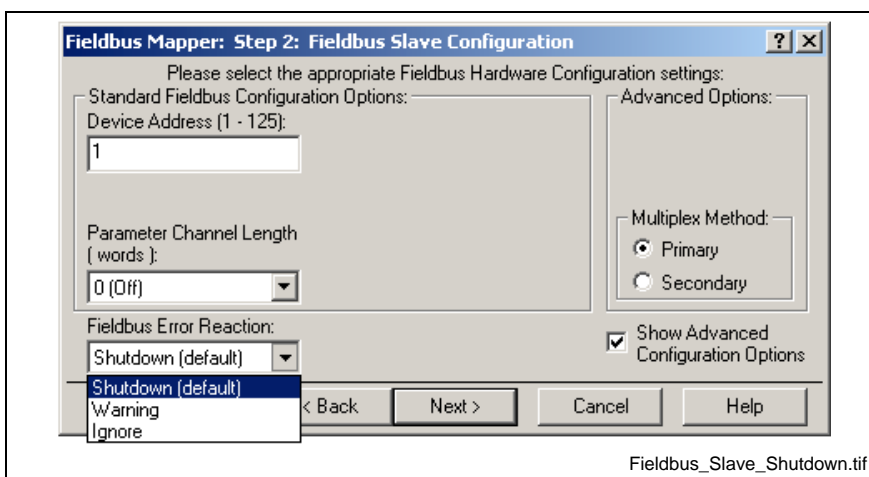 Fieldbus Mapper: Step 2: Fieldbus Slave Configuration
Please select the appropriate Fieldbus Hardware Configuration settings:
Standard Fieldbus Configuration Options:
Device Address (1 - 125):
1
Parameter Channel Length
( words ):
0 (Off)
Advanced Options:
Multiplex Method:
Primary
Secondary
Fieldbus Error Reaction:
Shutdown (default)
Shutdown (default)
Warning
Ignore
Show Advanced
Configuration Options
< Back
Next >
Cancel
Help
Fieldbus_Slave_Shutdown.tif